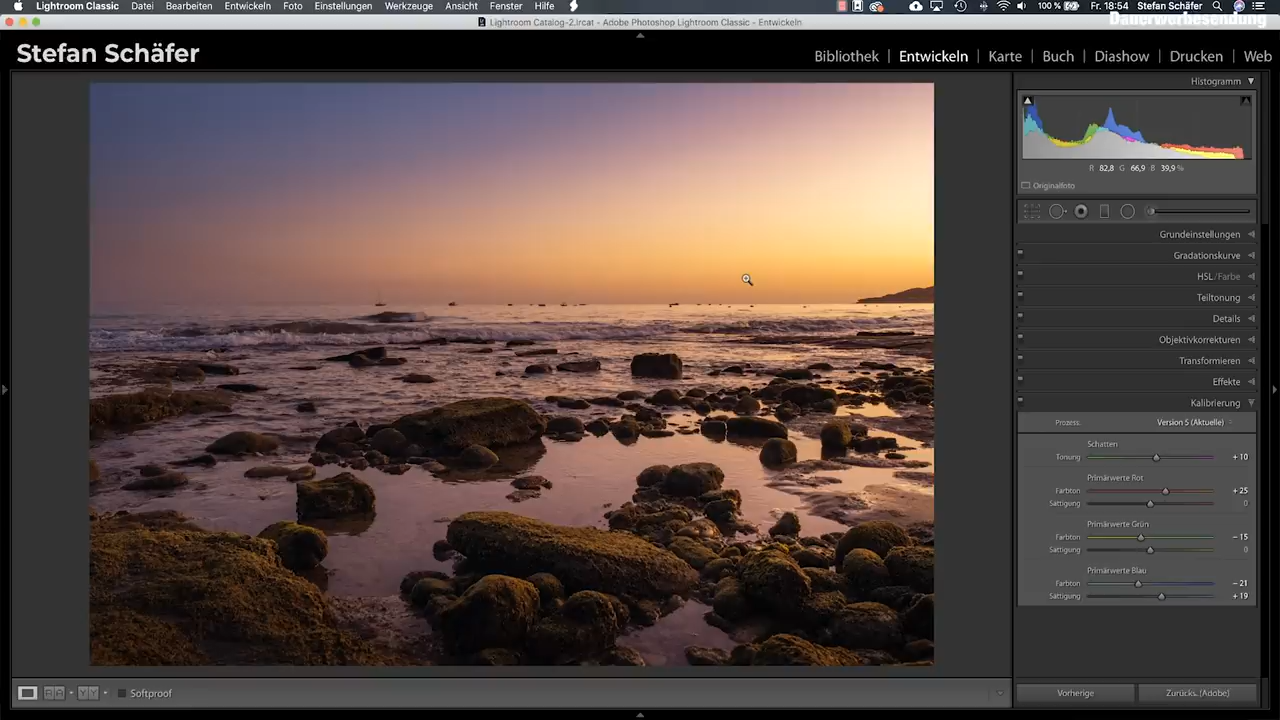 Lightroom Classic Datei Bearbeiten Entwickeln Foto Einstellungen Werkzeuge Ansicht Fenster Hilfe 100 % Fr. 18:54 Stefan Schäfer
Dauerwerbesendung
Lightroom Catalog-2.lrcat - Adobe Photoshop Lightroom Classic - Entwickeln
Stefan Schäfer
Bibliothek | Entwickeln | Karte | Buch | Diashow | Drucken | Web
Histogramm
R 82,8 G 66,9 B 39,9 %
Originalfoto
Grundeinstellungen
Gradationskurve
HSL / Farbe
Teiltonung
Details
Objektivkorrekturen
Transformieren
Effekte
Kalibrierung
Prozess: Version 5 (Aktuelle)
Schatten
Tonung + 10
Primärwerte Rot
Farbton + 25
Sättigung 0
Primärwerte Grün
Farbton – 15
Sättigung 0
Primärwerte Blau
Farbton – 21
Sättigung + 19
Softproof
Vorherige
Zurücks. (Adobe)